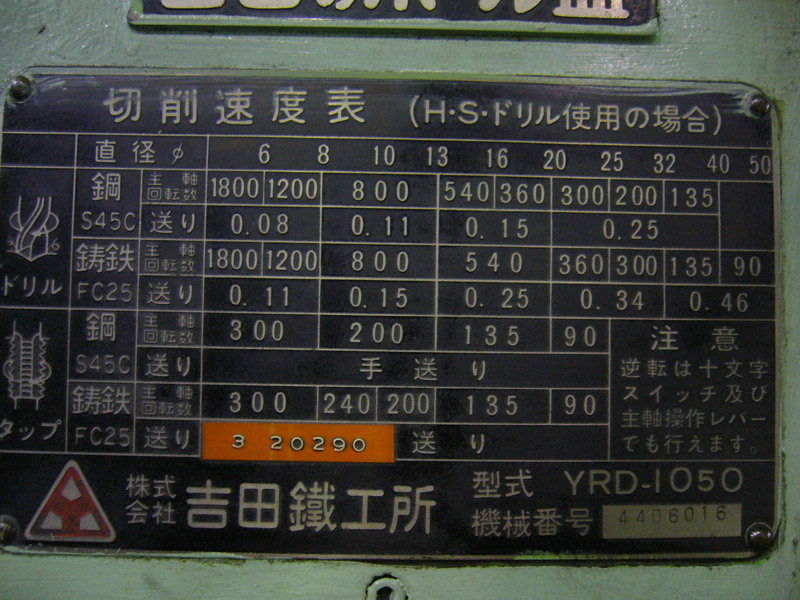 切削速度表 (H・S・ドリル使用の場合)
直径 φ 6 8 10 13 16 20 25 32 40 50
ドリル
鋼 S45C 主軸回転数 1800 1200 800 540 360 300 200 135
送り 0.08 0.11 0.15 0.25
鋳鉄 FC25 主軸回転数 1800 1200 800 540 360 300 135 90
送り 0.11 0.15 0.25 0.34 0.46
タップ
鋼 S45C 主軸回転数 300 200 135 90
送り 手送り
鋳鉄 FC25 主軸回転数 300 240 200 135 90
送り 3 20290 送り
注意
逆転は十文字
スイッチ及び
主軸操作レバー
でも行えます。
株式会社 吉田鐵工所
型式 YRD-1050
機械番号 4406016